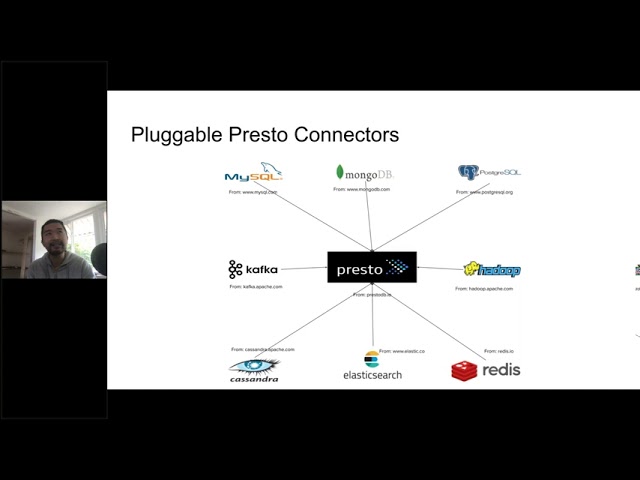 Pluggable Presto Connectors
MySQL
mongoDB
PostgreSQL
From: www.mysql.com
From: www.mongodb.com
From: www.postgresql.org
kafka
presto
hadoop
From: kafka.apache.com
From: prestodb.io
From: hadoop.apache.com
From: cassandra.apache.com
From: www.elastic.co
From: redis.io
cassandra
elasticsearch
redis